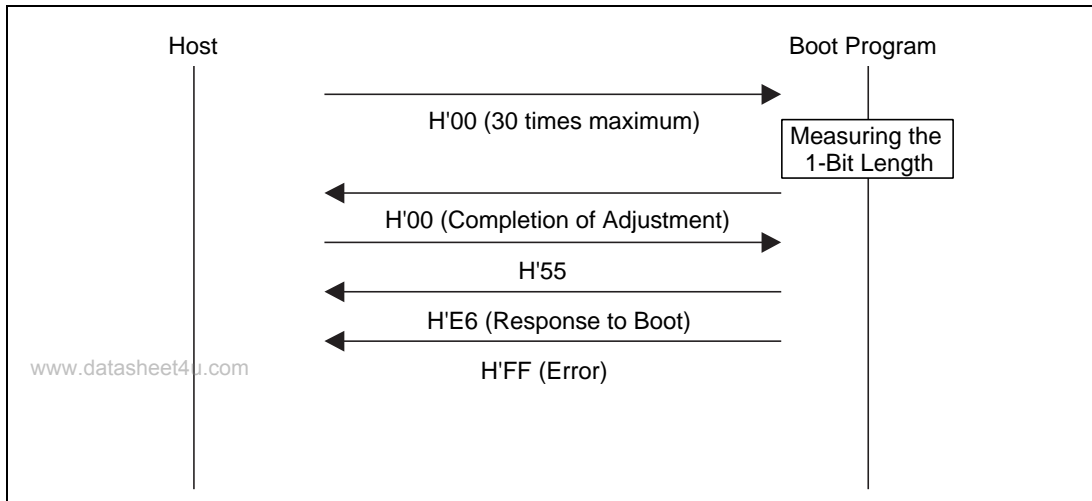 Host
Boot Program
H'00 (30 times maximum)
Measuring the
1-Bit Length
H'00 (Completion of Adjustment)
H'55
H'E6 (Response to Boot)
www.datasheet4u.com
H'FF (Error)